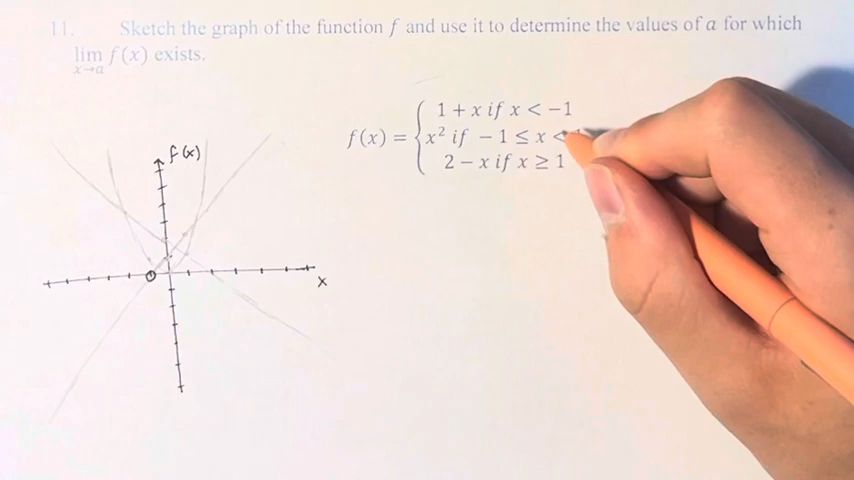 11. Sketch the graph of the function f and use it to determine the values of a for which
lim f(x) exists.
x→a
1 + x if x < −1
f(x) = { x² if − 1 ≤ x <
2 − x if x ≥ 1
f(x)
x